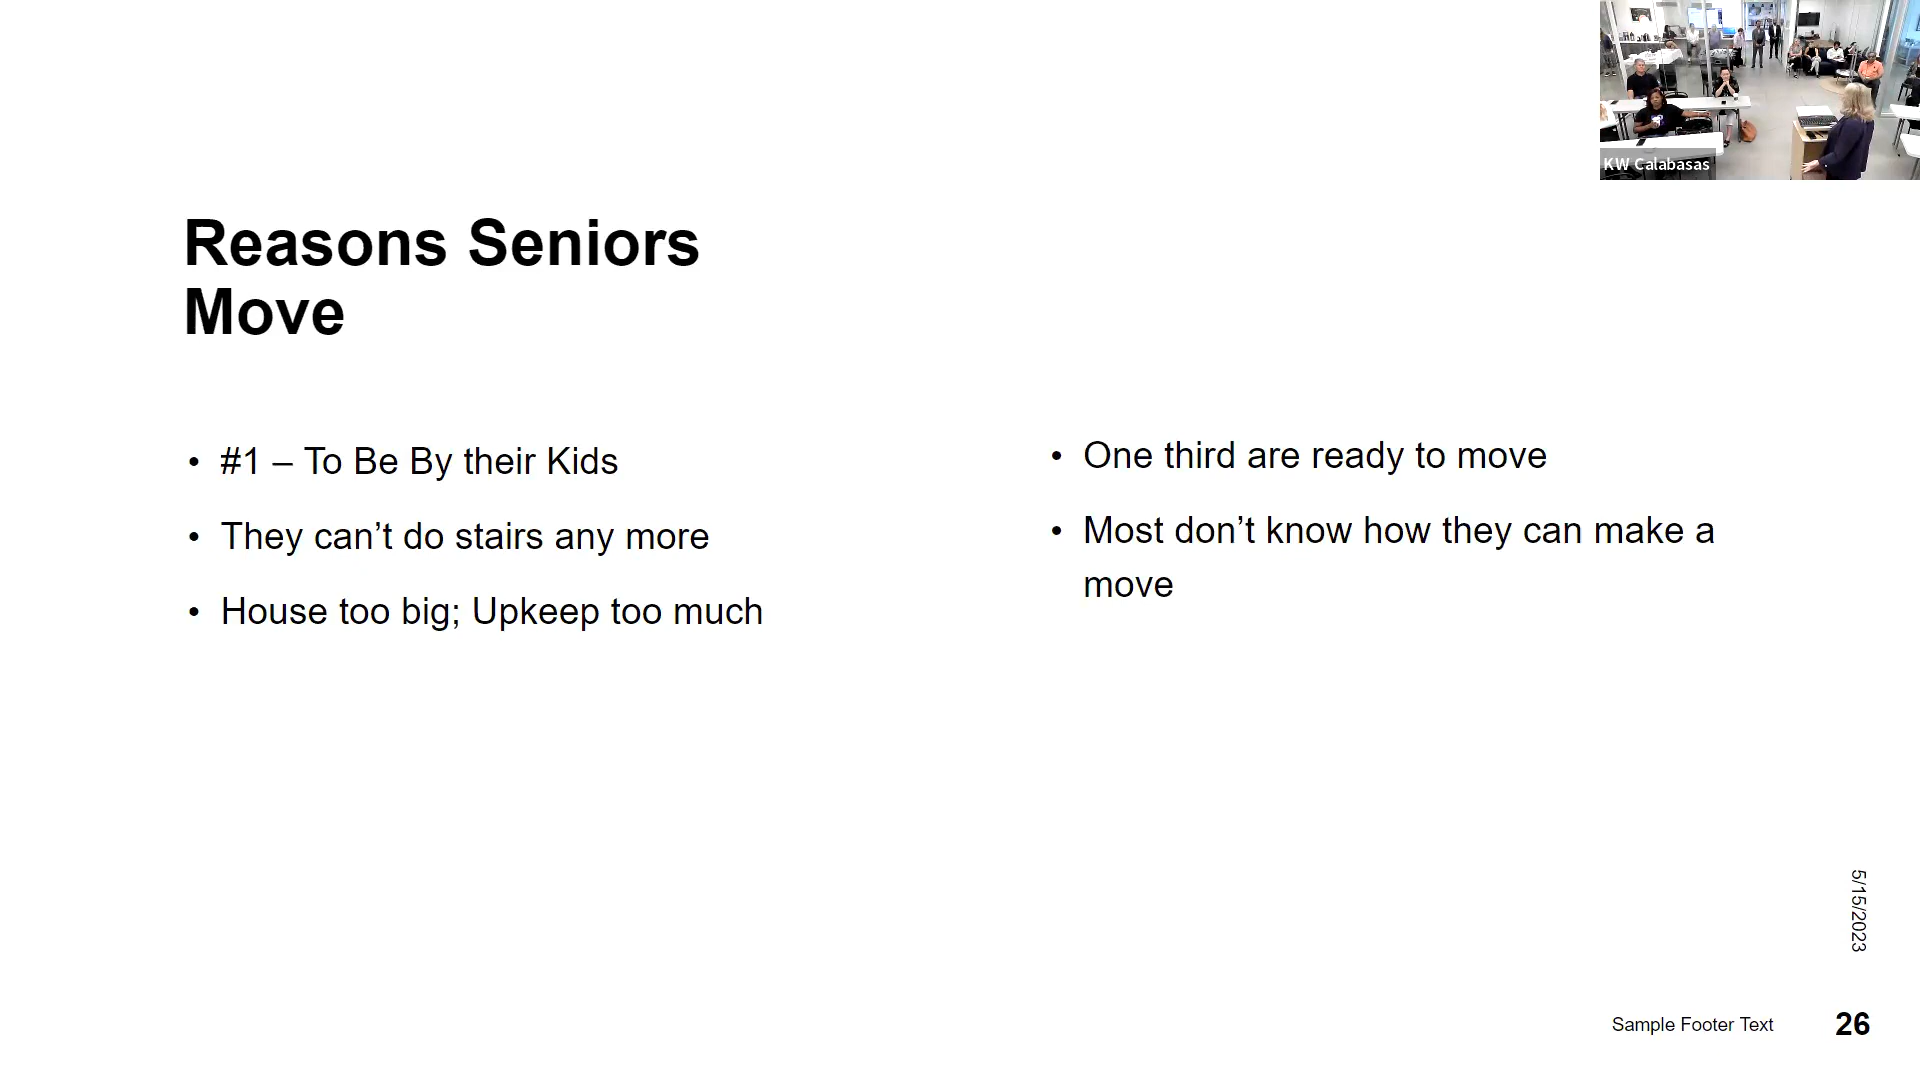 KW Calabasas
Reasons Seniors
Move
• #1 – To Be By their Kids
• They can’t do stairs any more
• House too big; Upkeep too much
• One third are ready to move
• Most don’t know how they can make a
move
5/15/2023
Sample Footer Text
26